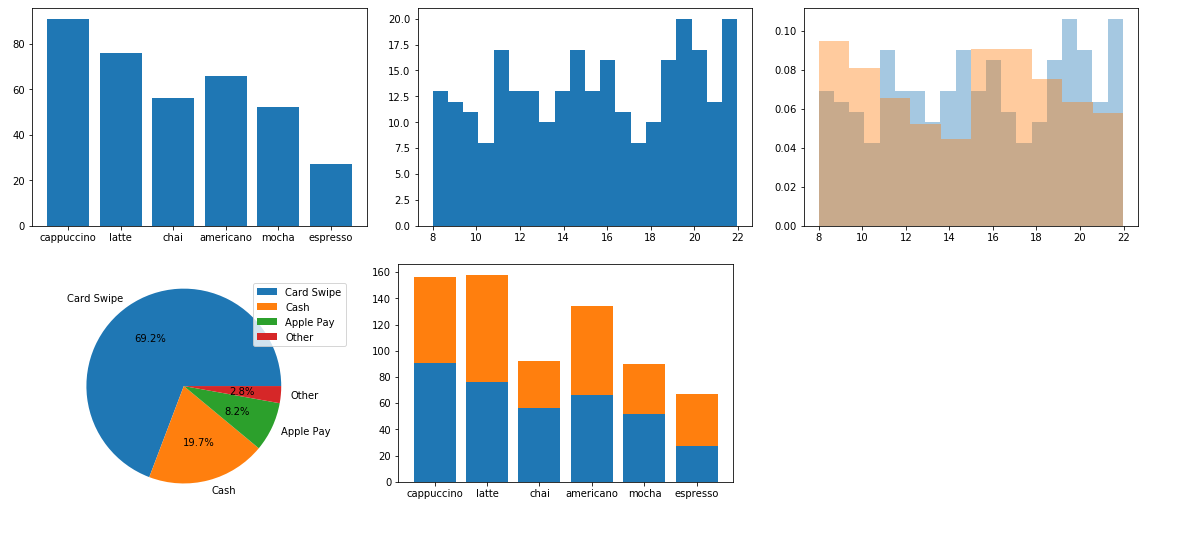 80
60
40
20
0
cappuccino latte chai americano mocha espresso
20.0
17.5
15.0
12.5
10.0
7.5
5.0
2.5
0.0
8 10 12 14 16 18 20 22
0.10
0.08
0.06
0.04
0.02
0.00
8 10 12 14 16 18 20 22
Card Swipe
69.2%
Card Swipe
Cash
Apple Pay
Other
2.8%
Other
8.2%
Apple Pay
19.7%
Cash
160
140
120
100
80
60
40
20
0
cappuccino latte chai americano mocha espresso